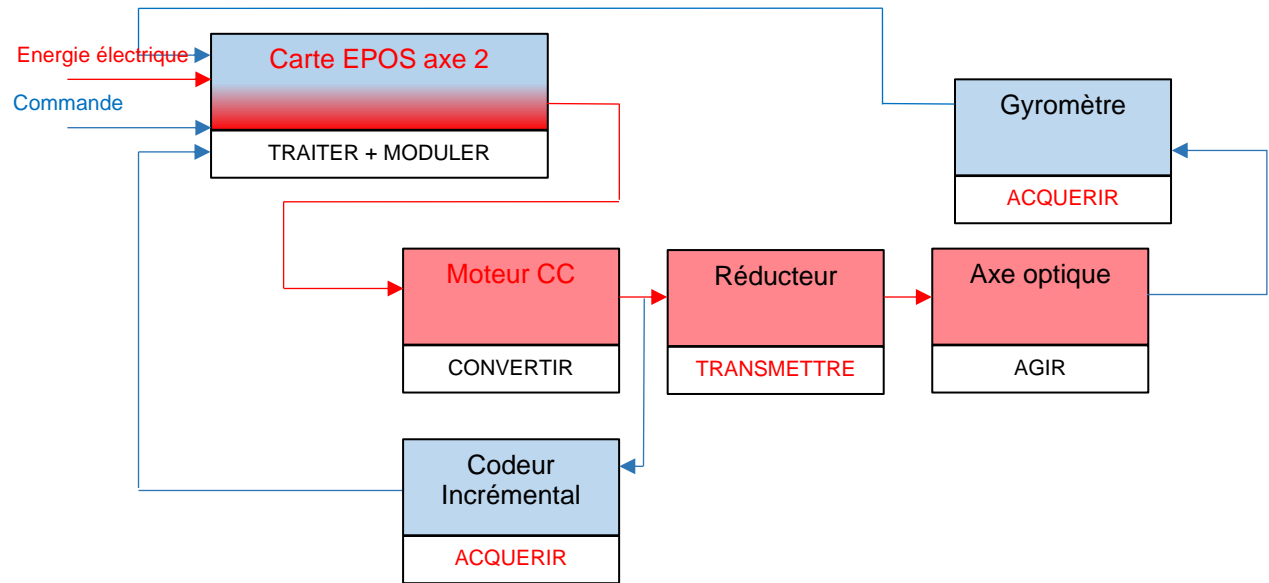 Energie électrique
Commande
Carte EPOS axe 2
TRAITER + MODULER
Gyromètre
ACQUERIR
Moteur CC
CONVERTIR
Réducteur
TRANSMETTRE
Axe optique
AGIR
Codeur
Incrémental
ACQUERIR